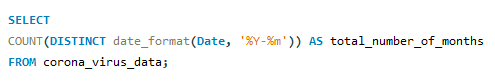 SELECT
COUNT(DISTINCT date_format(Date, '%Y-%m')) AS total_number_of_months
FROM corona_virus_data;